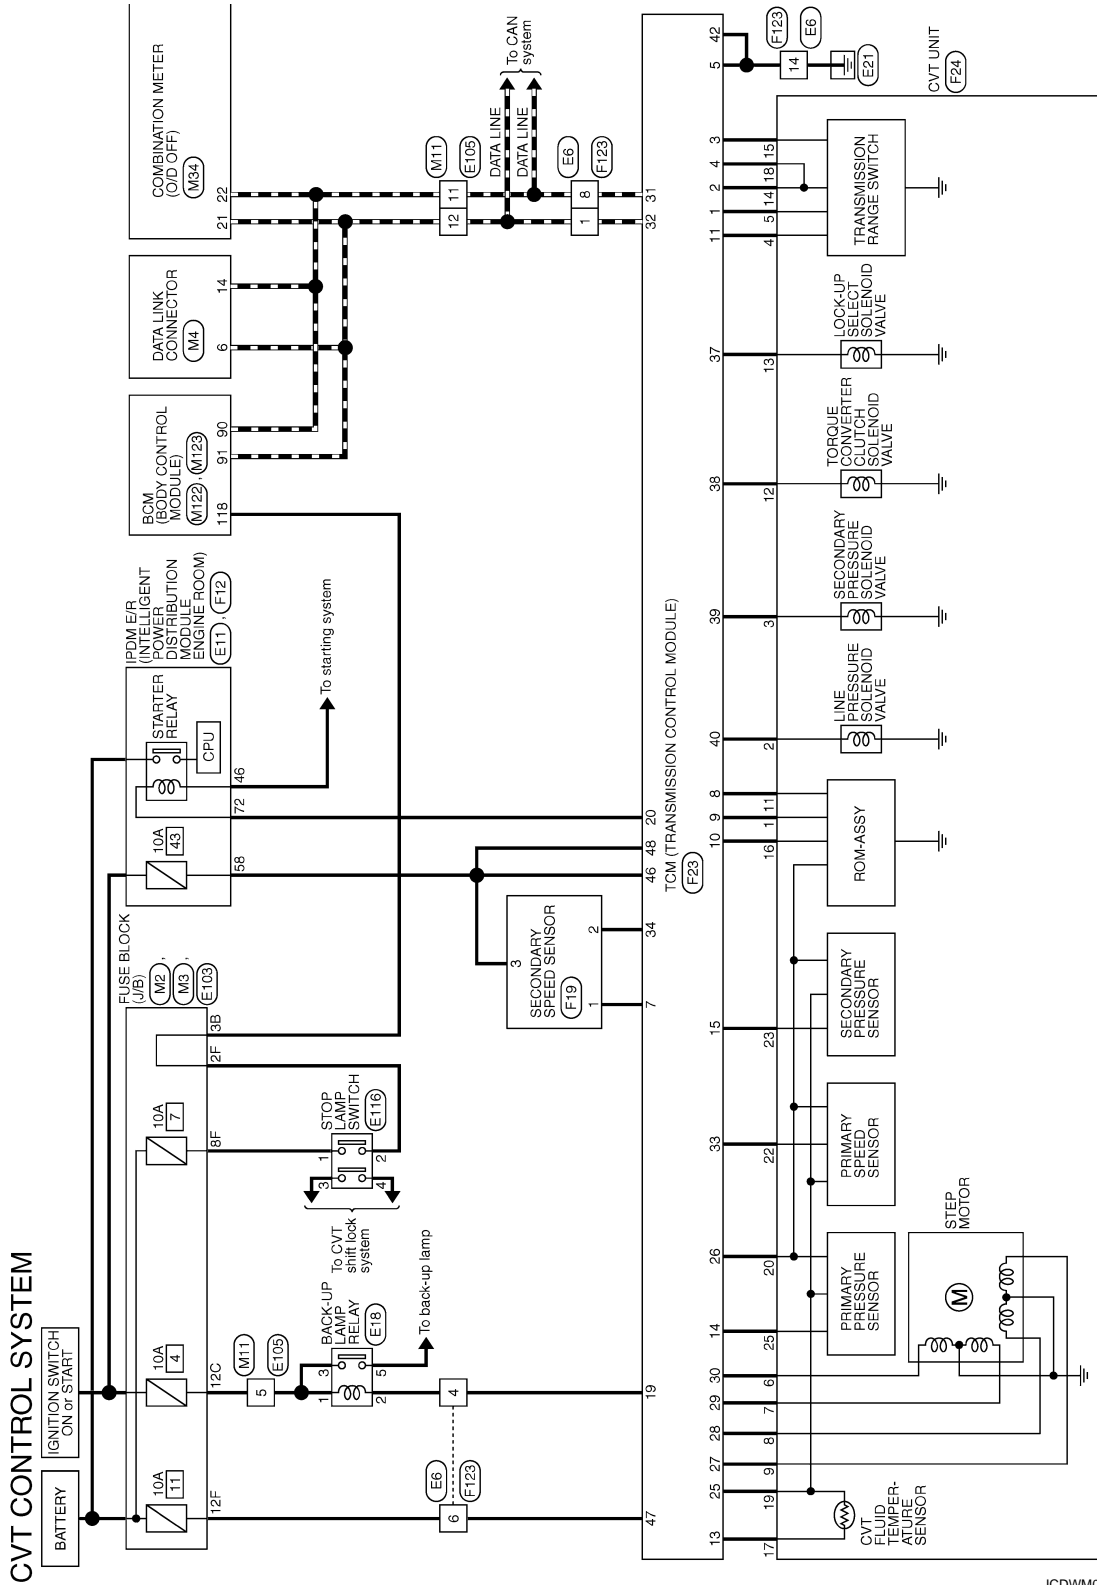 CVT CONTROL SYSTEM
BATTERY
IGNITION SWITCH
ON or START
FUSE BLOCK
(J/B)
M2 ,
M3 ,
E103
10A
11
10A
4
10A
7
12F
12C
8F
2F
3B
IPDM E/R
(INTELLIGENT
POWER
DISTRIBUTION
MODULE
ENGINE ROOM)
E11 , F12
10A
43
STARTER
RELAY
CPU
58
72
46
To starting system
BCM
(BODY CONTROL
MODULE)
M122 , M123
118
91
90
DATA LINK
CONNECTOR
M4
6
14
COMBINATION METER
(O/D OFF)
M34
21
22
M11
E105
5
BACK-UP
LAMP
RELAY
E18
1
3
2
5
To back-up lamp
To CVT
shift lock
system
STOP
LAMP
SWITCH
E116
3
1
4
2
E6
F123
6
4
M11
E105
12
11
DATA LINE
DATA LINE
To CAN
system
E6
F123
1
8
SECONDARY
SPEED SENSOR
F19
3
1
2
47
19
7
34
46
48
20
32
31
TCM (TRANSMISSION CONTROL MODULE)
F23
13
25
27
28
29
30
14
26
33
15
10
9
8
40
39
38
37
11
1
2
4
3
5
42
F123
E6
14
E21
17
19
9
8
7
6
25
20
22
23
16
1
11
2
3
12
13
4
5
14
18
15
CVT UNIT
F24
CVT
FLUID
TEMPER-
ATURE
SENSOR
STEP
MOTOR
M
PRIMARY
PRESSURE
SENSOR
PRIMARY
SPEED
SENSOR
SECONDARY
PRESSURE
SENSOR
ROM-ASSY
LINE
PRESSURE
SOLENOID
VALVE
SECONDARY
PRESSURE
SOLENOID
VALVE
TORQUE
CONVERTER
CLUTCH
SOLENOID
VALVE
LOCK-UP
SELECT
SOLENOID
VALVE
TRANSMISSION
RANGE SWITCH